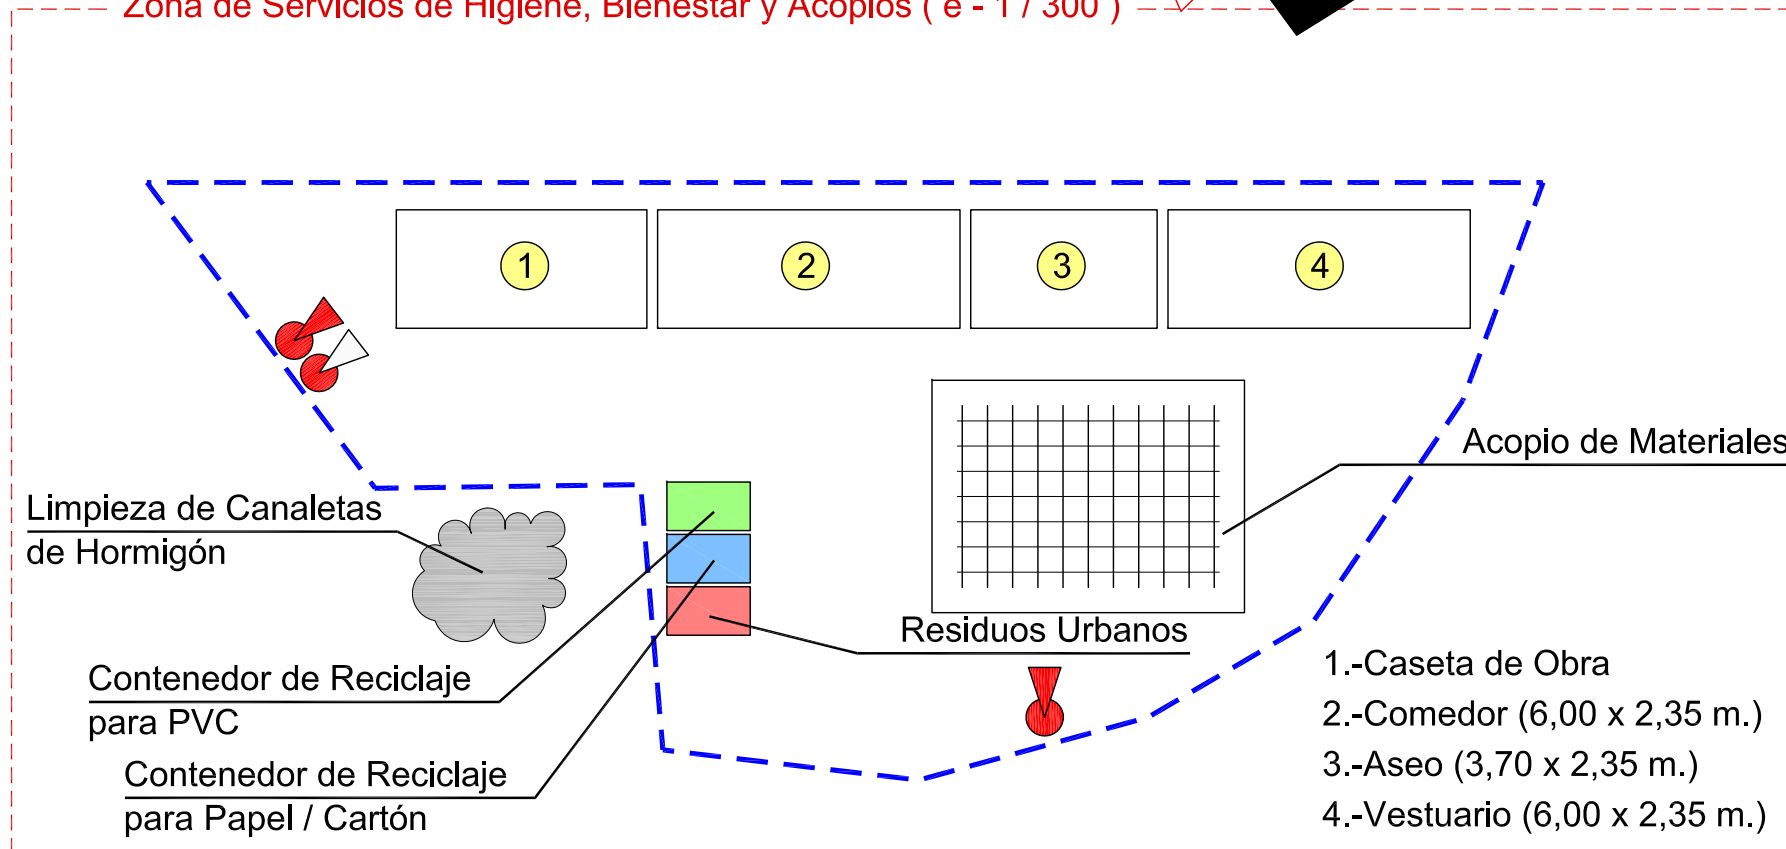 Zona de Servicios de Higiene, Bienestar y Acopios ( e - 1 / 300 )
1
2
3
4
Acopio de Materiales
Limpieza de Canaletas
de Hormigón
Residuos Urbanos
Contenedor de Reciclaje
para PVC
Contenedor de Reciclaje
para Papel / Cartón
1.-Caseta de Obra
2.-Comedor (6,00 x 2,35 m.)
3.-Aseo (3,70 x 2,35 m.)
4.-Vestuario (6,00 x 2,35 m.)